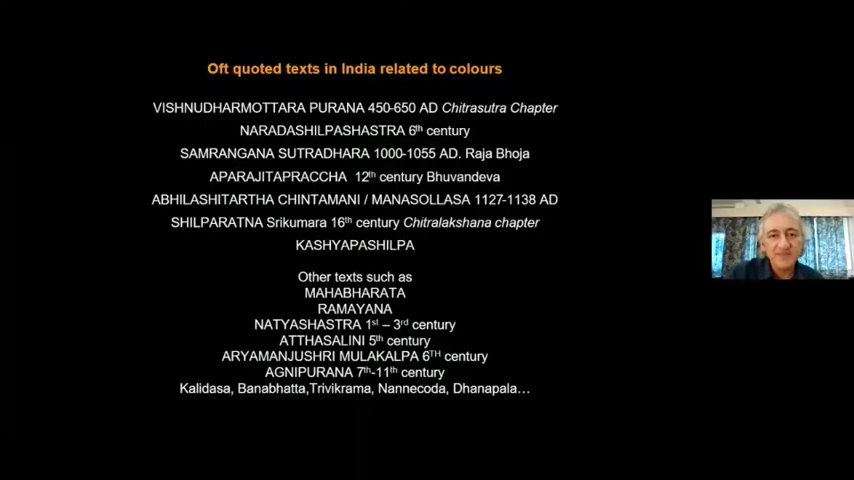 Oft quoted texts in India related to colours
VISHNUDHARMOTTARA PURANA 450-650 AD Chitrasutra Chapter
NARADASHILPASHASTRA 6th century
SAMRANGANA SUTRADHARA 1000-1055 AD. Raja Bhoja
APARAJITAPRACCHA 12th century Bhuvandeva
ABHILASHITARTHA CHINTAMANI / MANASOLLASA 1127-1138 AD
SHILPARATNA Srikumara 16th century Chitralakshana chapter
KASHYAPASHILPA
Other texts such as
MAHABHARATA
RAMAYANA
NATYASHASTRA 1st – 3rd century
ATTHASALINI 5th century
ARYAMANJUSHRI MULAKALPA 6TH century
AGNIPURANA 7th-11th century
Kalidasa, Banabhatta,Trivikrama, Nannecoda, Dhanapala…